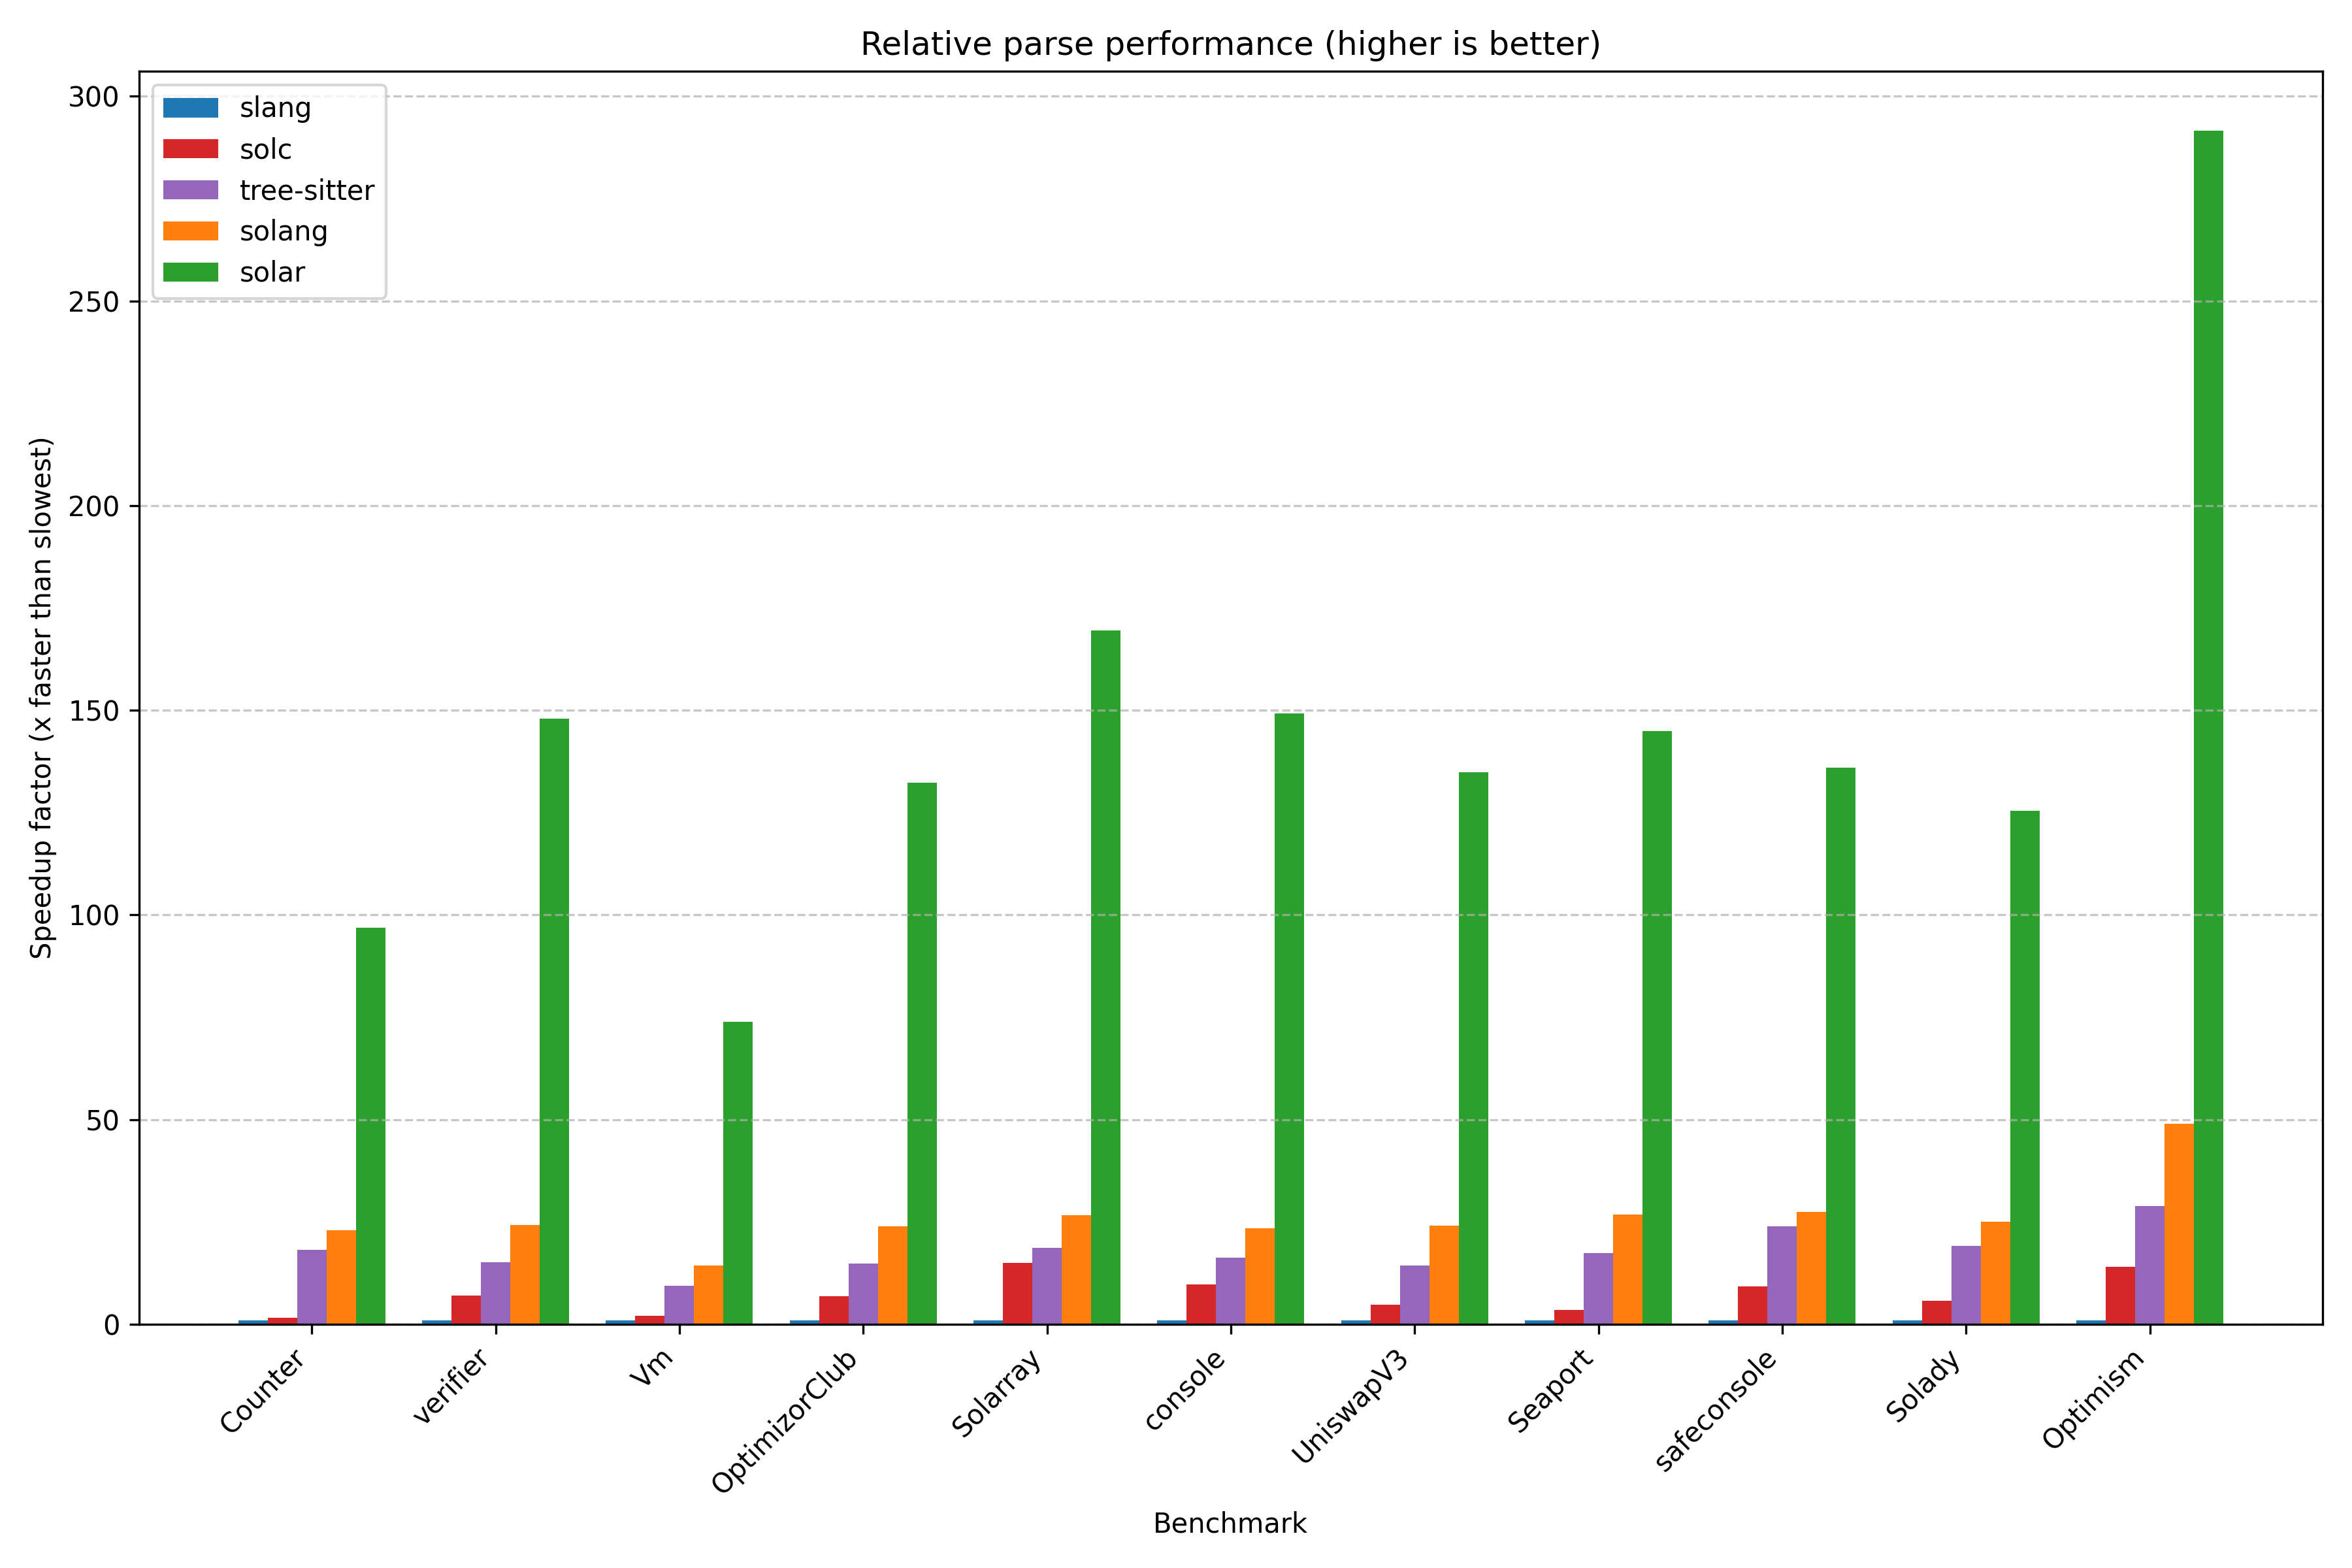 Relative parse performance (higher is better)
slang
solc
tree-sitter
solang
solar
Speedup factor (x faster than slowest)
300
250
200
150
100
50
0
Counter
verifier
Vm
OptimizorClub
Solarray
console
UniswapV3
Seaport
safeconsole
Solady
Optimism
Benchmark